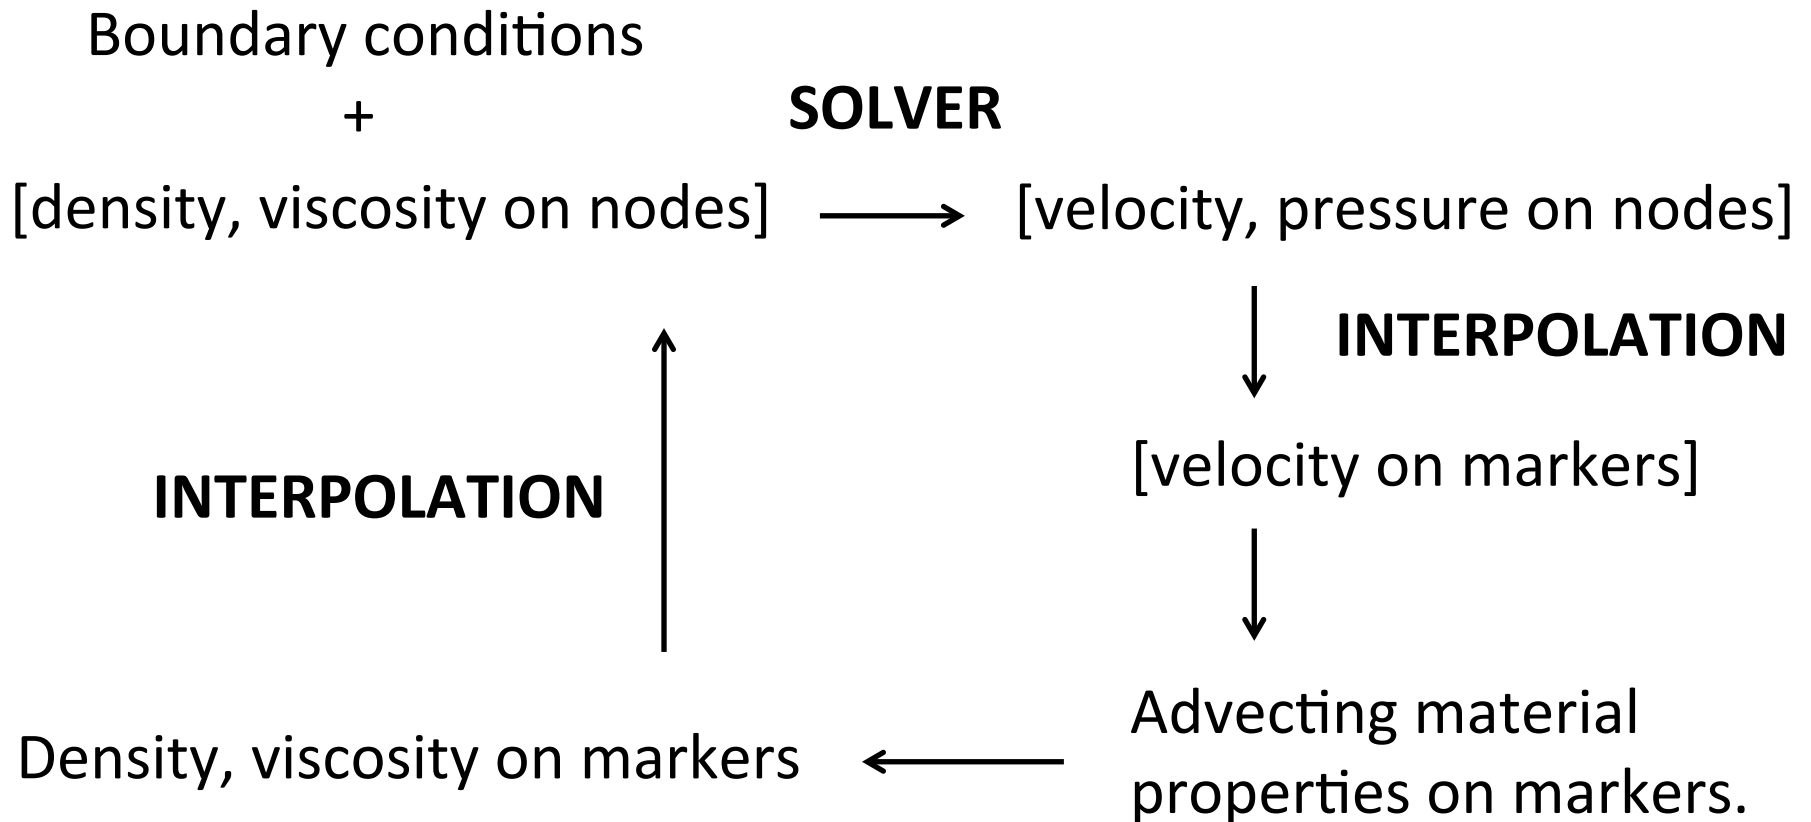 Boundary conditions
+
SOLVER
[density, viscosity on nodes]
[velocity, pressure on nodes]
INTERPOLATION
[velocity on markers]
INTERPOLATION
Advecting material
properties on markers.
Density, viscosity on markers